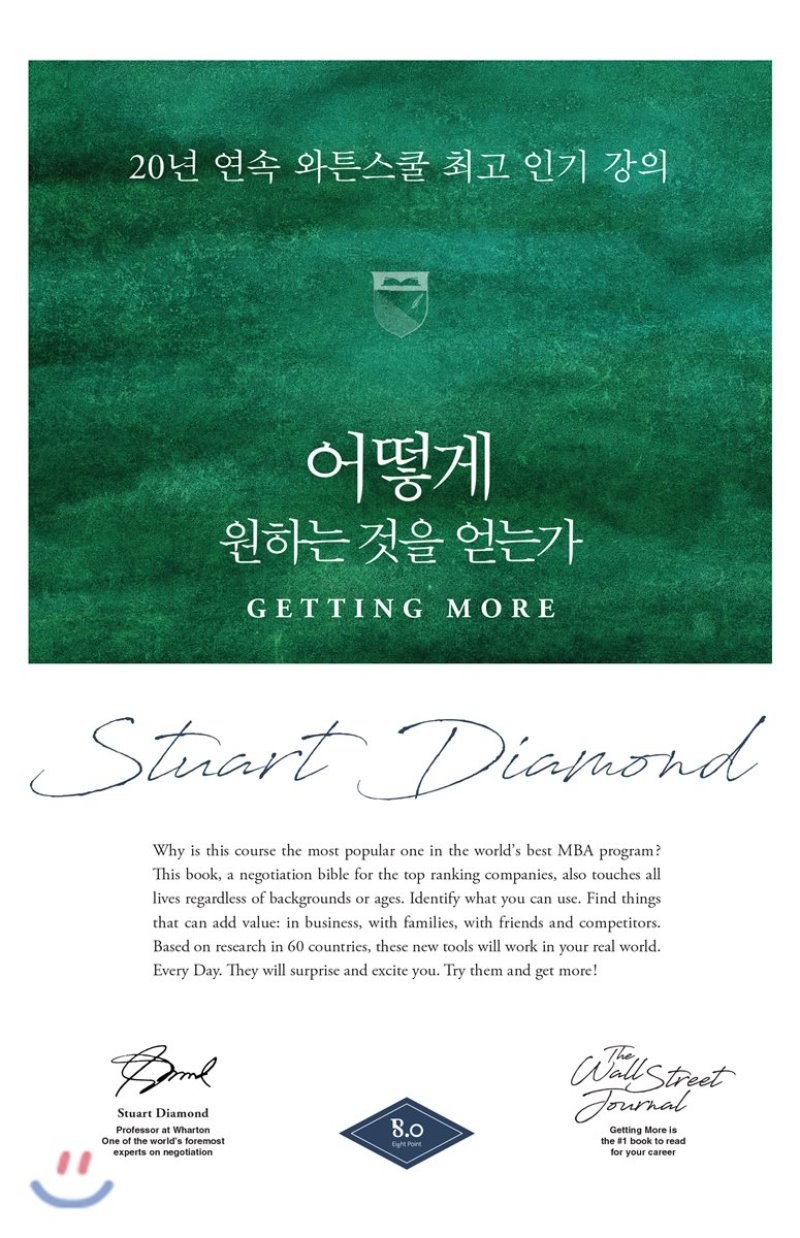 20년 연속 와튼스쿨 최고 인기 강의
어떻게
원하는 것을 얻는가
GETTING MORE
Stuart Diamond
Why is this course the most popular one in the world's best MBA program?
This book, a negotiation bible for the top ranking companies, also touches all
lives regardless of backgrounds or ages. Identify what you can use. Find things
that can add value: in business, with families, with friends and competitors.
Based on research in 60 countries, these new tools will work in your real world.
Every Day. They will surprise and excite you. Try them and get more!
Stuart Diamond
Professor at Wharton
One of the world's foremost
experts on negotiation
8.0
Eight Point
The
Wall Street
Journal
Getting More is
the #1 book to read
for your career